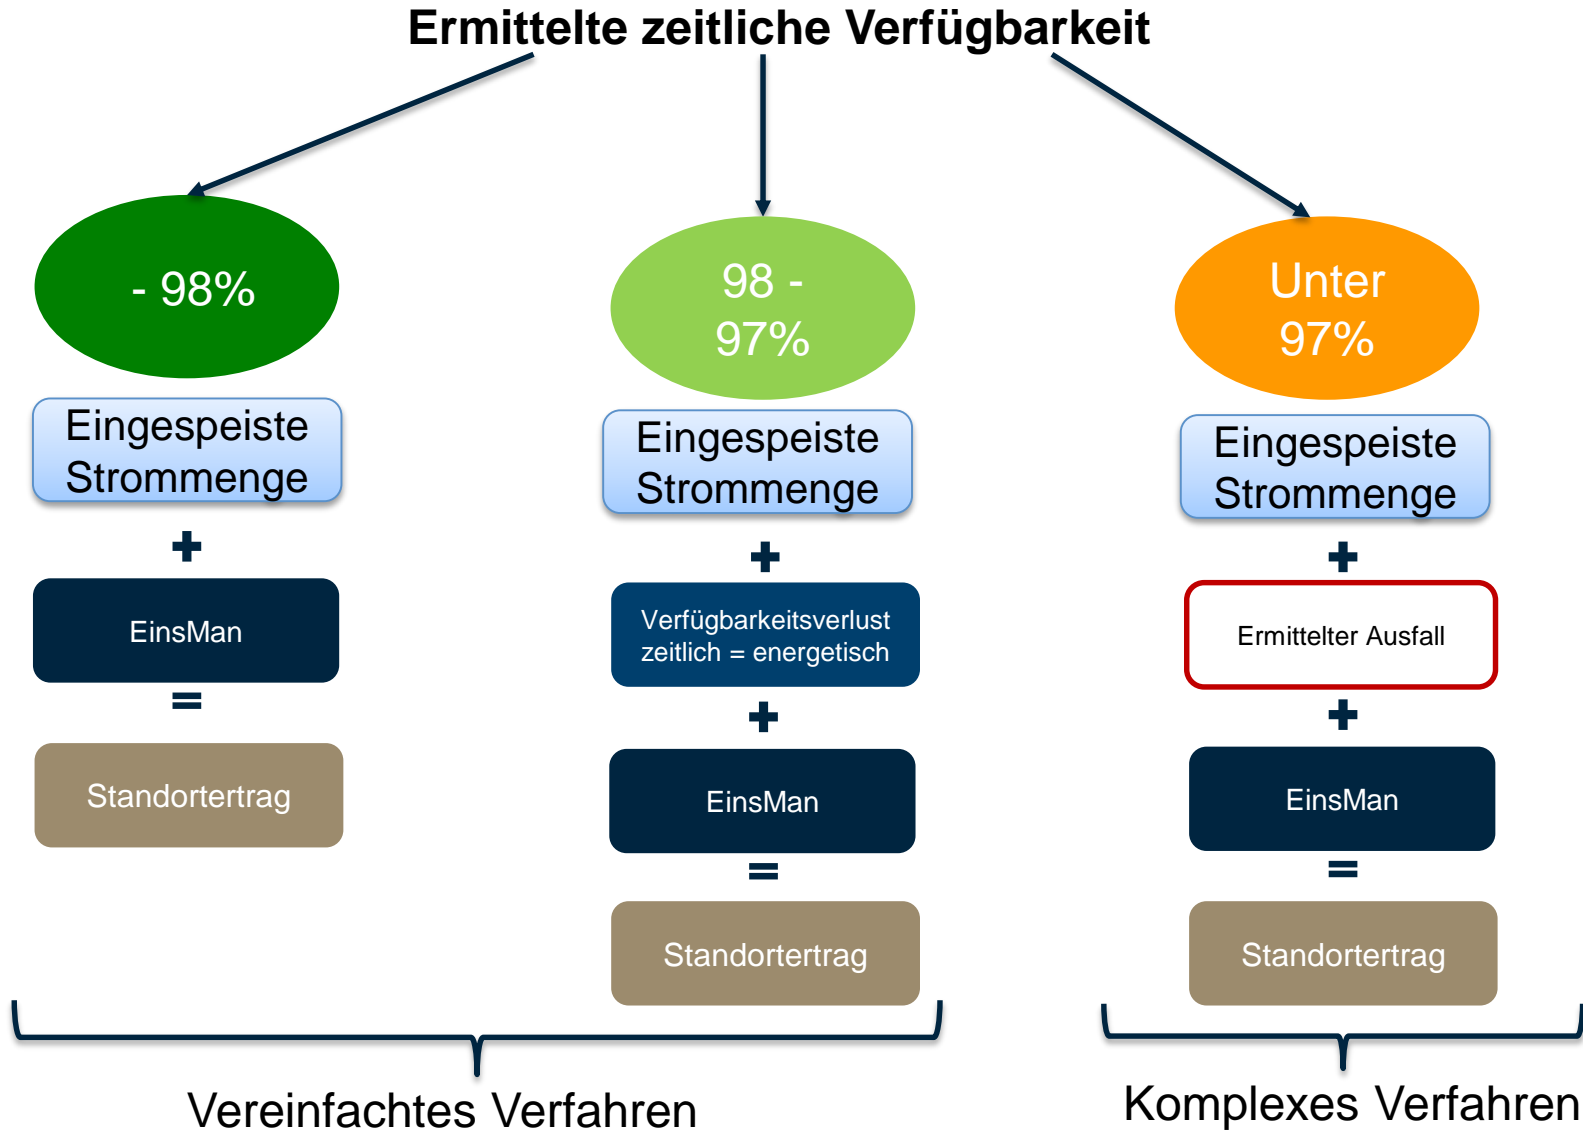 Ermittelte zeitliche Verfügbarkeit
- 98%
Eingespeiste
Strommenge
+
EinsMan
=
Standortertrag
98 -
97%
Eingespeiste
Strommenge
+
Verfügbarkeitsverlust
zeitlich = energetisch
+
EinsMan
=
Standortertrag
Unter
97%
Eingespeiste
Strommenge
+
Ermittelter Ausfall
+
EinsMan
=
Standortertrag
Vereinfachtes Verfahren
Komplexes Verfahren